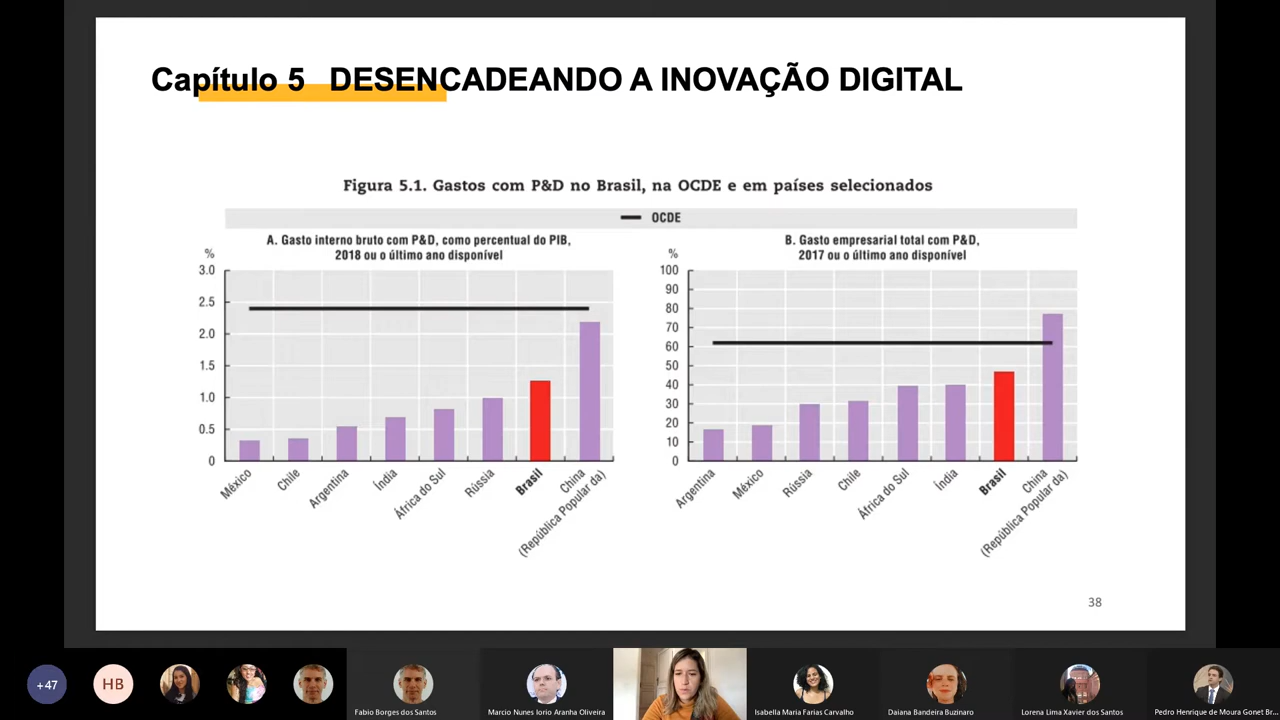 Capítulo 5 DESENCADEANDO A INOVAÇÃO DIGITAL
Figura 5.1. Gastos com P&D no Brasil, na OCDE e em países selecionados
OCDE
A. Gasto interno bruto com P&D, como percentual do PIB,
2018 ou o último ano disponível
%
3.0
2.5
2.0
1.5
1.0
0.5
0
México
Chile
Argentina
Índia
África do Sul
Rússia
Brasil
China
(República Popular da)
B. Gasto empresarial total com P&D,
2017 ou o último ano disponível
%
100
90
80
70
60
50
40
30
20
10
0
Argentina
México
Rússia
Chile
África do Sul
Índia
Brasil
China
(República Popular da)
38
+47
HB
Fabio Borges dos Santos
Marcio Nunes Iorio Aranha Oliveira
Isabella Maria Farias Carvalho
Daiana Bandeira Buzinaro
Lorena Lima Xavier dos Santos
Pedro Henrique de Moura Gonet Br...